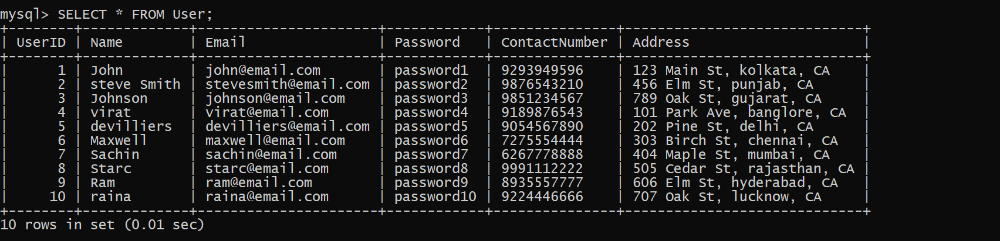 mysql> SELECT * FROM User;
+--------+-------------+----------------------+------------+---------------+-----------------------------+
| UserID | Name        | Email                | Password   | ContactNumber | Address                     |
+--------+-------------+----------------------+------------+---------------+-----------------------------+
|      1 | John        | john@email.com       | password1  | 9293949596    | 123 Main St, kolkata, CA    |
|      2 | steve Smith | stevesmith@email.com | password2  | 9876543210    | 456 Elm St, punjab, CA      |
|      3 | Johnson     | johnson@email.com    | password3  | 9851234567    | 789 Oak St, gujarat, CA     |
|      4 | virat       | virat@email.com      | password4  | 9189876543    | 101 Park Ave, banglore, CA  |
|      5 | devilliers  | devilliers@email.com | password5  | 9054567890    | 202 Pine St, delhi, CA      |
|      6 | Maxwell     | maxwell@email.com    | password6  | 7275554444    | 303 Birch St, chennai, CA   |
|      7 | Sachin      | sachin@email.com     | password7  | 6267778888    | 404 Maple St, mumbai, CA    |
|      8 | Starc       | starc@email.com      | password8  | 9991112222    | 505 Cedar St, rajasthan, CA |
|      9 | Ram         | ram@email.com        | password9  | 8935557777    | 606 Elm St, hyderabad, CA   |
|     10 | raina       | raina@email.com      | password10 | 9224446666    | 707 Oak St, lucknow, CA     |
+--------+-------------+----------------------+------------+---------------+-----------------------------+
10 rows in set (0.01 sec)